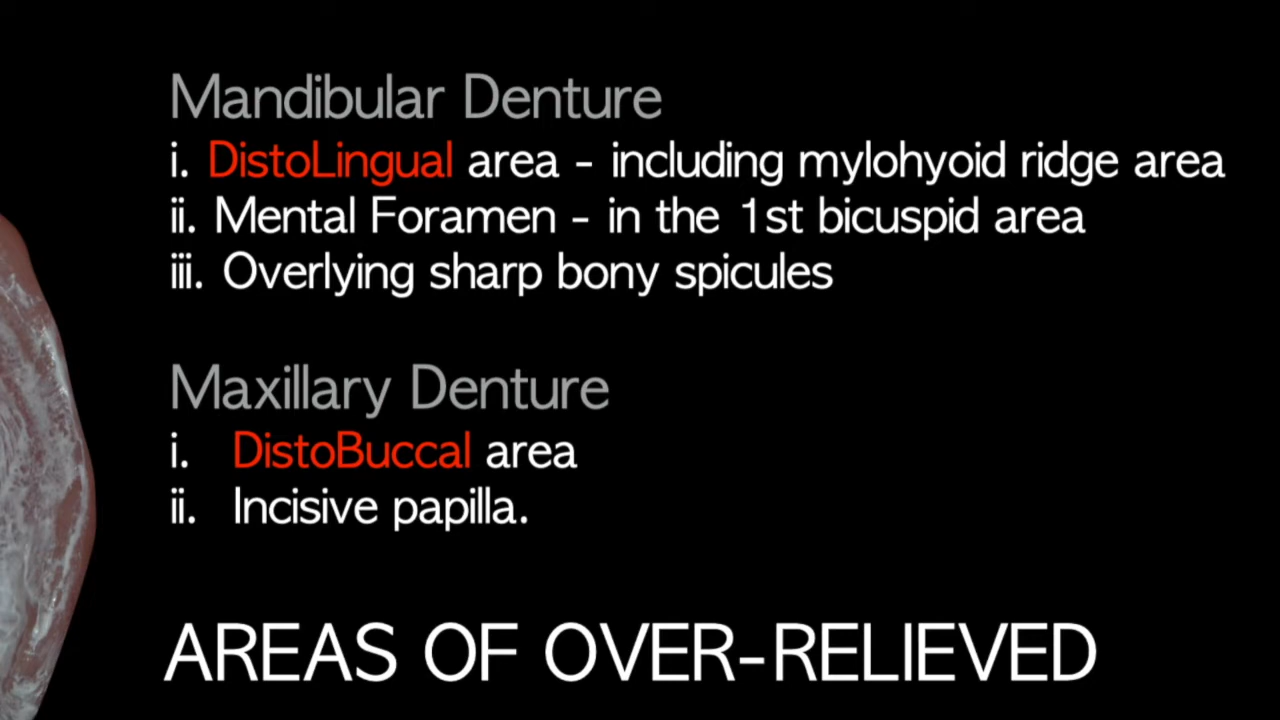 Mandibular Denture
i. DistoLingual area - including mylohyoid ridge area
ii. Mental Foramen - in the 1st bicuspid area
iii. Overlying sharp bony spicules
Maxillary Denture
i. DistoBuccal area
ii. Incisive papilla.
AREAS OF OVER-RELIEVED